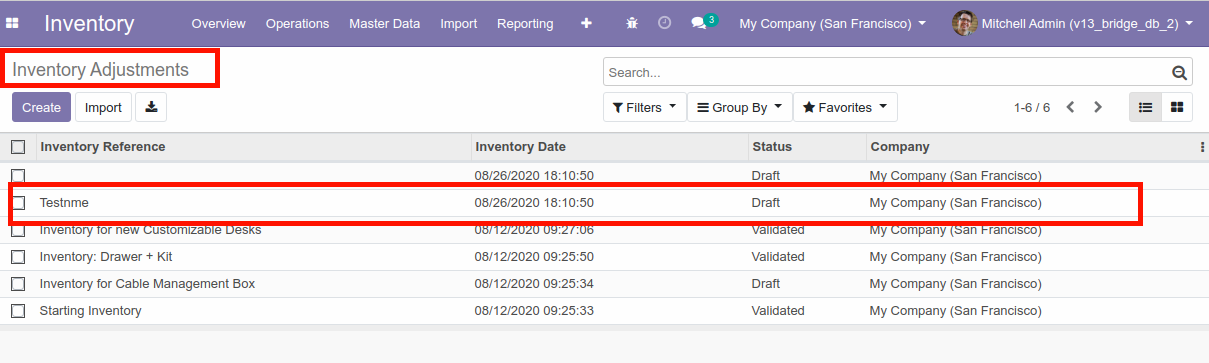 Inventory Overview Operations Master Data Import Reporting 3 My Company (San Francisco) Mitchell Admin (v13_bridge_db_2)
Inventory Adjustments
Search...
Create Import Filters Group By Favorites 1-6 / 6
Inventory Reference Inventory Date Status Company
08/26/2020 18:10:50 Draft My Company (San Francisco)
Testnme 08/26/2020 18:10:50 Draft My Company (San Francisco)
Inventory for new Customizable Desks 08/12/2020 09:27:06 Validated My Company (San Francisco)
Inventory: Drawer + Kit 08/12/2020 09:25:50 Validated My Company (San Francisco)
Inventory for Cable Management Box 08/12/2020 09:25:34 Draft My Company (San Francisco)
Starting Inventory 08/12/2020 09:25:33 Validated My Company (San Francisco)